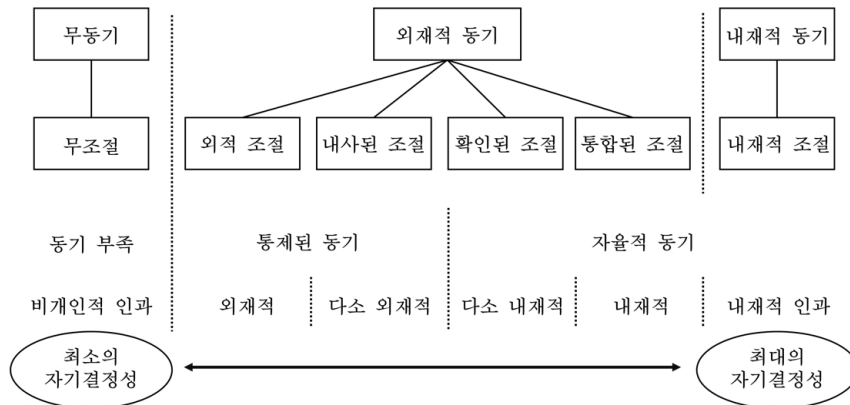 무동기 외재적 동기 내재적 동기
무조절 외적 조절 내사된 조절 확인된 조절 통합된 조절 내재적 조절
동기 부족 통제된 동기 자율적 동기
비개인적 인과 외재적 다소 외재적 다소 내재적 내재적 내재적 인과
최소의 최대의
자기결정성 자기결정성